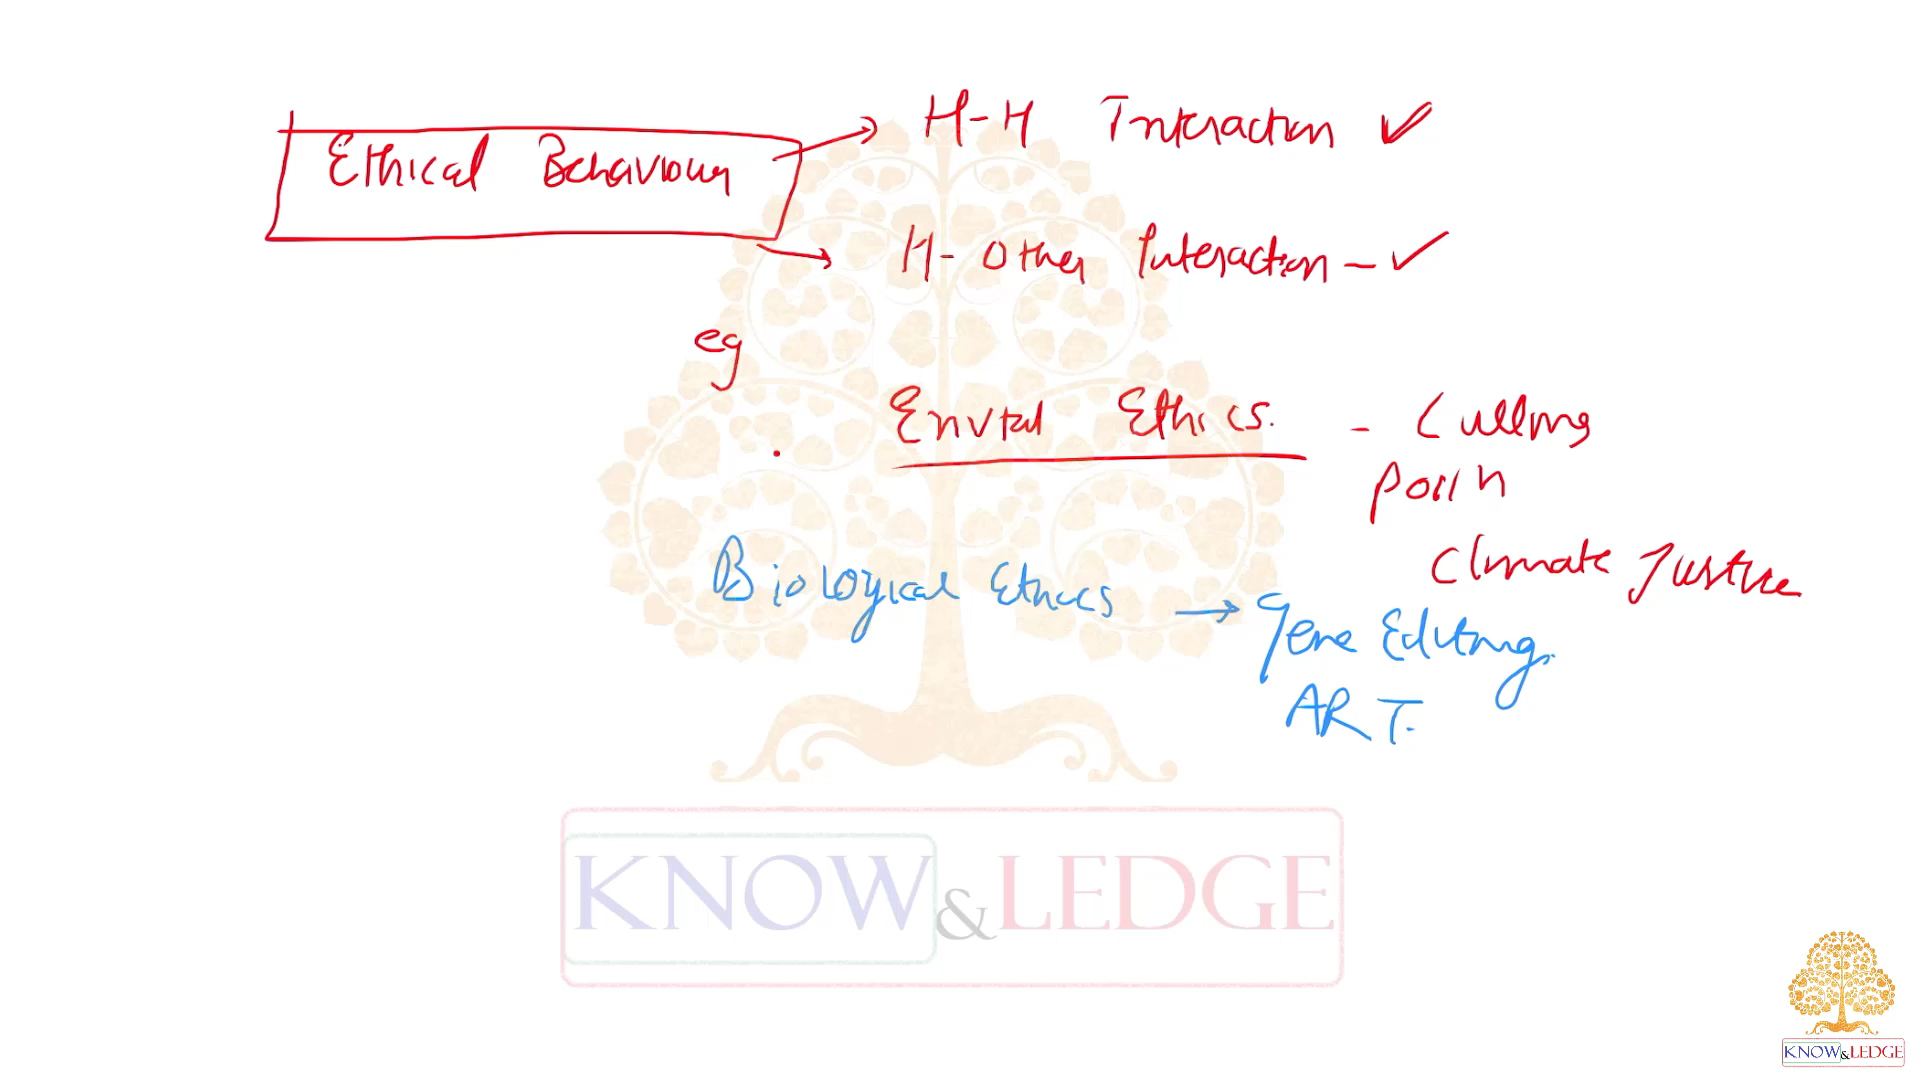 Ethical Behaviour
H-H Interaction ✓
H- Other Interaction - ✓
eg
Envtal Ethics. - Culling
Poll n
Climate Justice
Biological Ethics → Gene Editing.
ART.
KNOW&LEDGE
KNOW&LEDGE